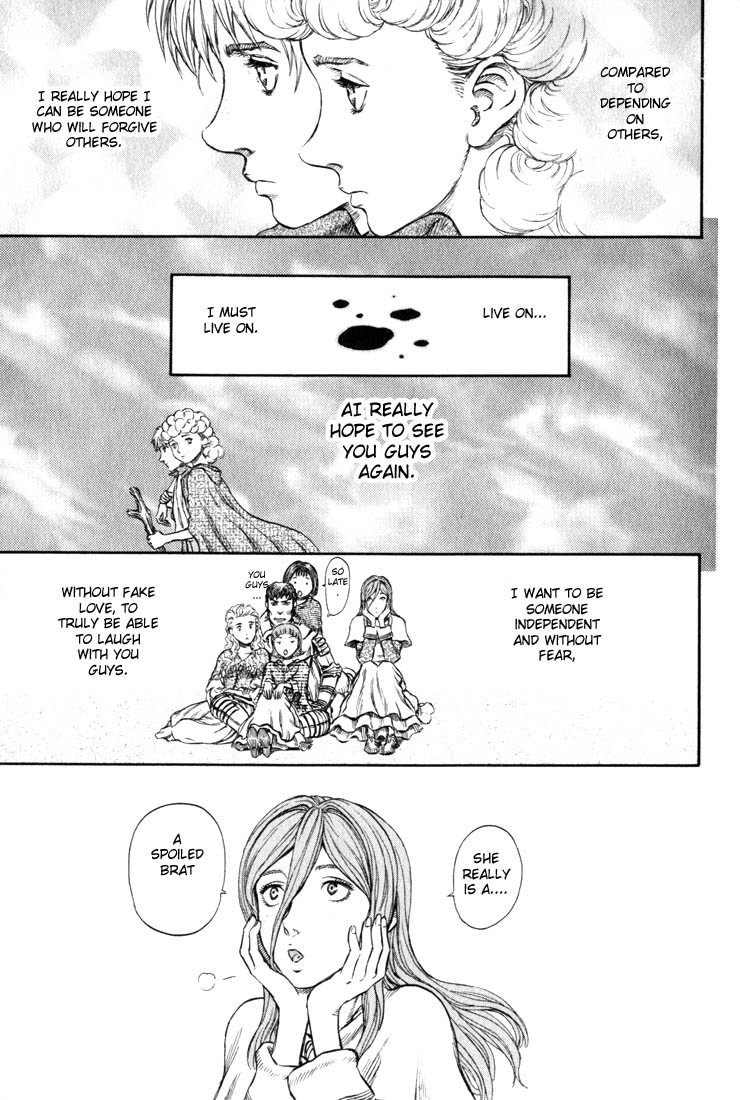 COMPARED
TO
DEPENDING
ON
OTHERS,
I REALLY HOPE I
CAN BE SOMEONE
WHO WILL FORGIVE
OTHERS.
LIVE ON...
I MUST
LIVE ON.
AI REALLY
HOPE TO SEE
YOU GUYS
AGAIN.
I WANT TO BE
SOMEONE
INDEPENDENT
AND WITHOUT
FEAR,
SO
LATE
.
YOU
GUYS
...
WITHOUT FAKE
LOVE, TO
TRULY BE ABLE
TO LAUGH
WITH YOU
GUYS.
SHE
REALLY
IS A....
A
SPOILED
BRAT